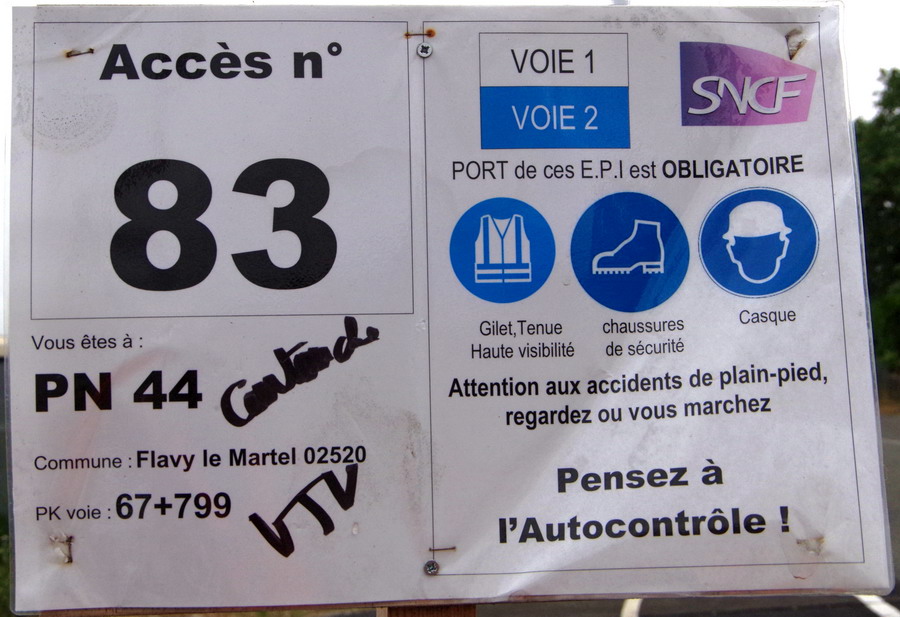 Accès n°
83
Vous êtes à :
PN 44
Commune : Flavy le Martel 02520
PK voie : 67+799
VTV
VOIE 1
VOIE 2
SNCF
PORT de ces E.P.I est OBLIGATOIRE
Gilet,Tenue
Haute visibilité
chaussures
de sécurité
Casque
Attention aux accidents de plain-pied,
regardez ou vous marchez
Pensez à
l'Autocontrôle !